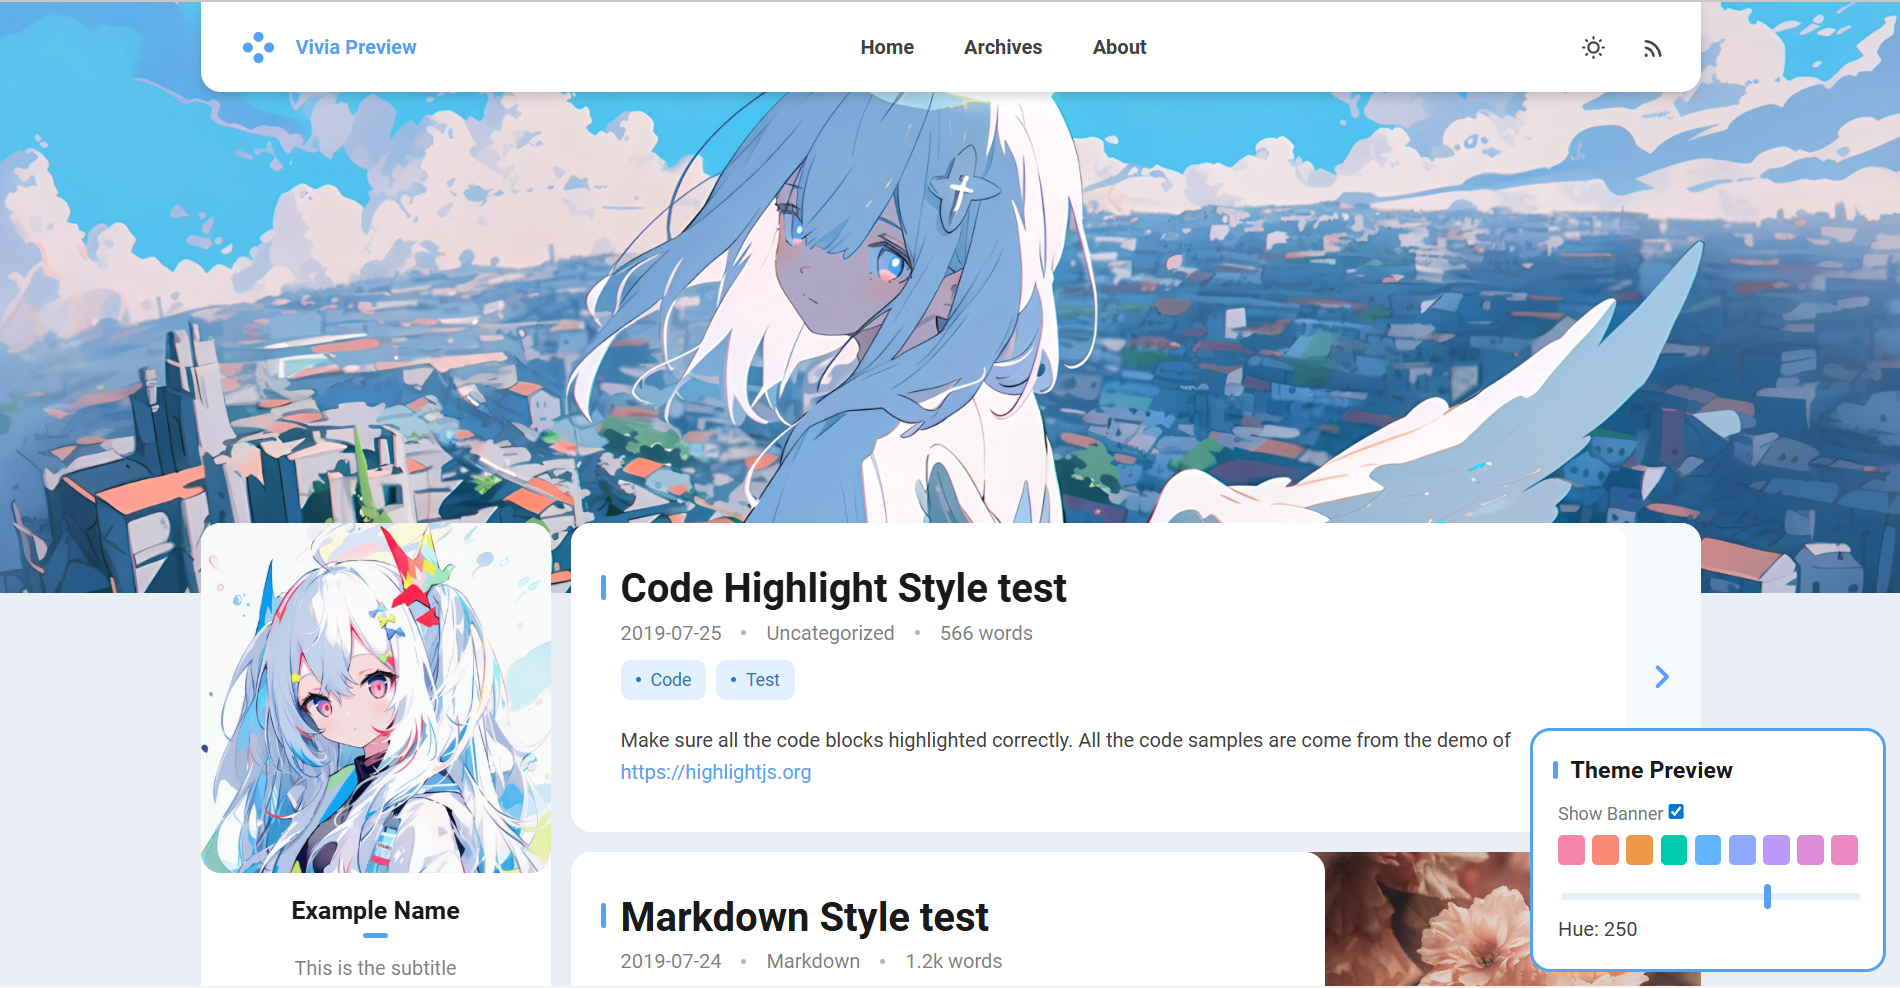 Vivia Preview
Home
Archives
About
Code Highlight Style test
2019-07-25 • Uncategorized • 566 words
• Code
• Test
Make sure all the code blocks highlighted correctly. All the code samples are come from the demo of
https://highlightjs.org
Example Name
This is the subtitle
Markdown Style test
2019-07-24 • Markdown • 1.2k words
Theme Preview
Show Banner
Hue: 250